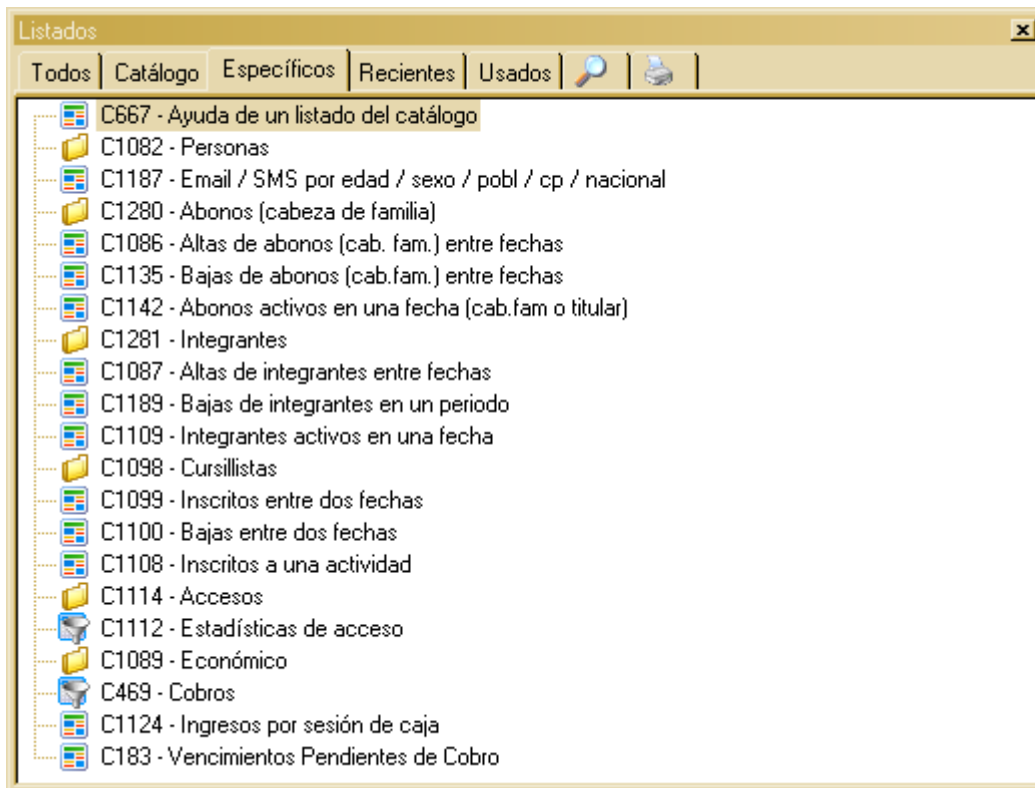 Listados
Todos Catálogo Específicos Recientes Usados
C667 - Ayuda de un listado del catálogo
C1082 - Personas
C1187 - Email / SMS por edad / sexo / pobl / cp / nacional
C1280 - Abonos (cabeza de familia)
C1086 - Altas de abonos (cab. fam.) entre fechas
C1135 - Bajas de abonos (cab.fam.) entre fechas
C1142 - Abonos activos en una fecha (cab.fam o titular)
C1281 - Integrantes
C1087 - Altas de integrantes entre fechas
C1189 - Bajas de integrantes en un periodo
C1109 - Integrantes activos en una fecha
C1098 - Cursillistas
C1099 - Inscritos entre dos fechas
C1100 - Bajas entre dos fechas
C1108 - Inscritos a una actividad
C1114 - Accesos
C1112 - Estadísticas de acceso
C1089 - Económico
C469 - Cobros
C1124 - Ingresos por sesión de caja
C183 - Vencimientos Pendientes de Cobro